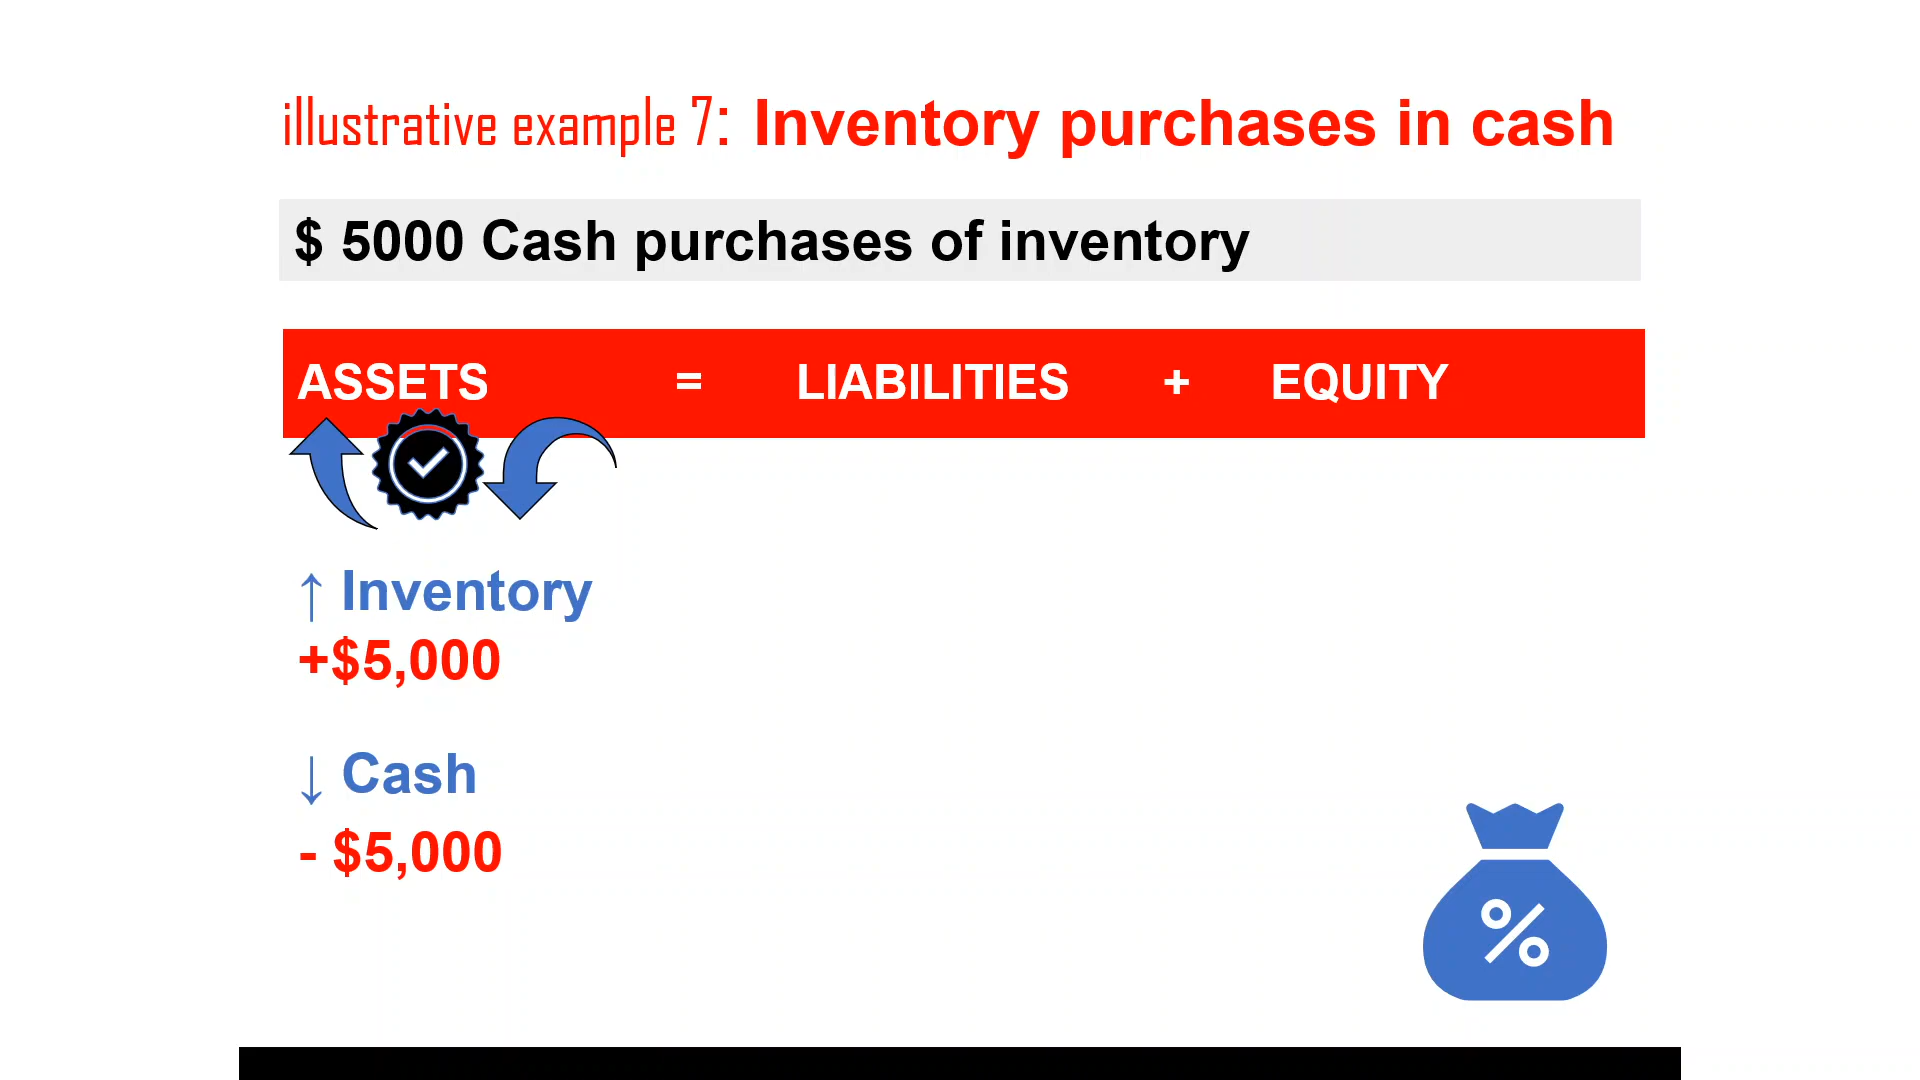 illustrative example 7: Inventory purchases in cash
$ 5000 Cash purchases of inventory
ASSETS = LIABILITIES + EQUITY
↑ Inventory
+$5,000
↓ Cash
- $5,000
%